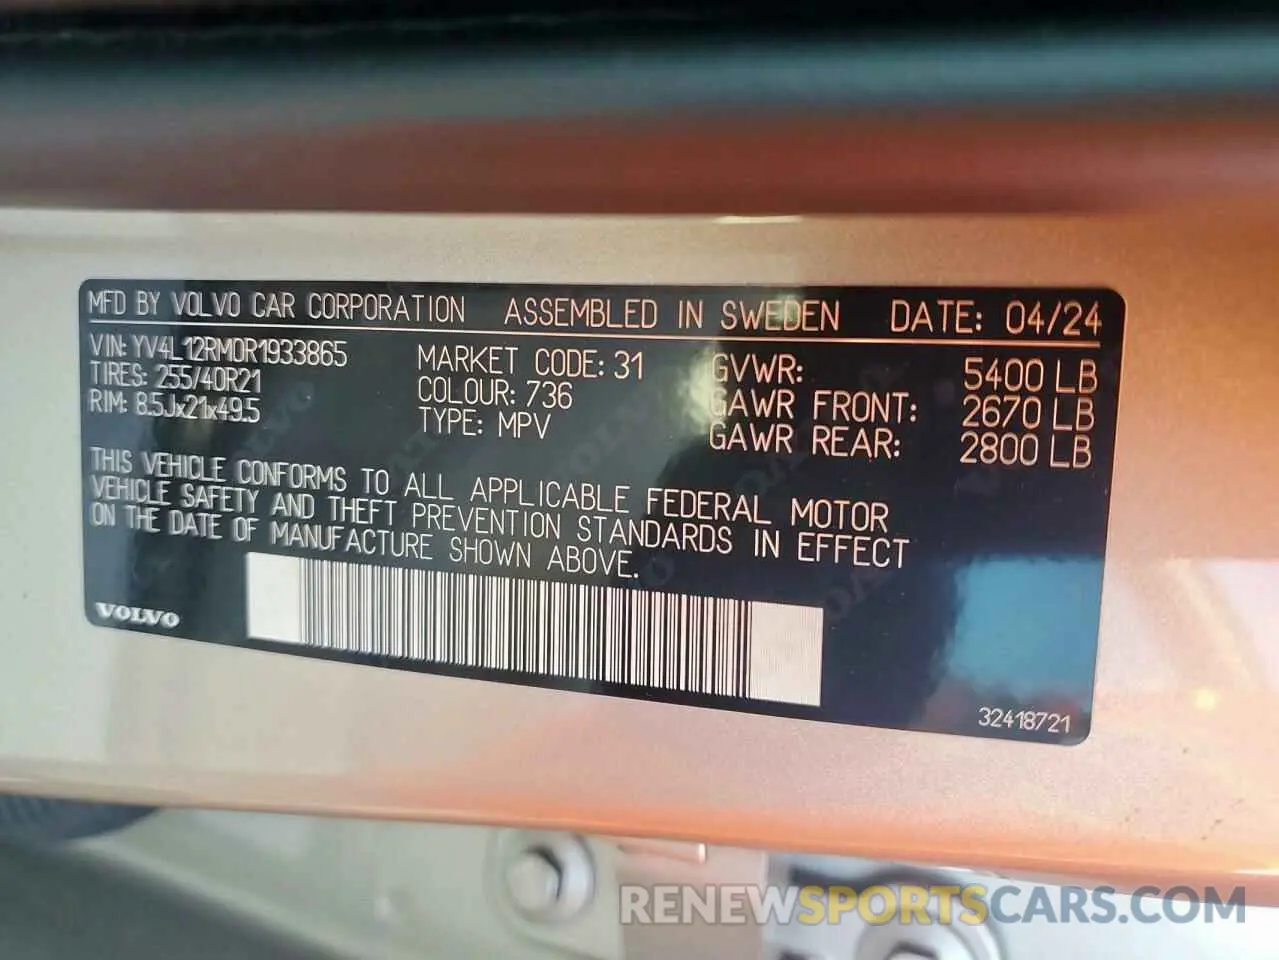 MFD BY VOLVO CAR CORPORATION ASSEMBLED IN SWEDEN DATE: 04/24
VIN: YV4L12RM0R1933865 MARKET CODE: 31 GVWR: 5400 LB
TIRES: 255/40R21 COLOUR: 736 GAWR FRONT: 2670 LB
RIM: 8.5Jx21x49.5 TYPE: MPV GAWR REAR: 2800 LB
THIS VEHICLE CONFORMS TO ALL APPLICABLE FEDERAL MOTOR
VEHICLE SAFETY AND THEFT PREVENTION STANDARDS IN EFFECT
ON THE DATE OF MANUFACTURE SHOWN ABOVE.
VOLVO
32418721
RENEWSPORTSCARS.COM